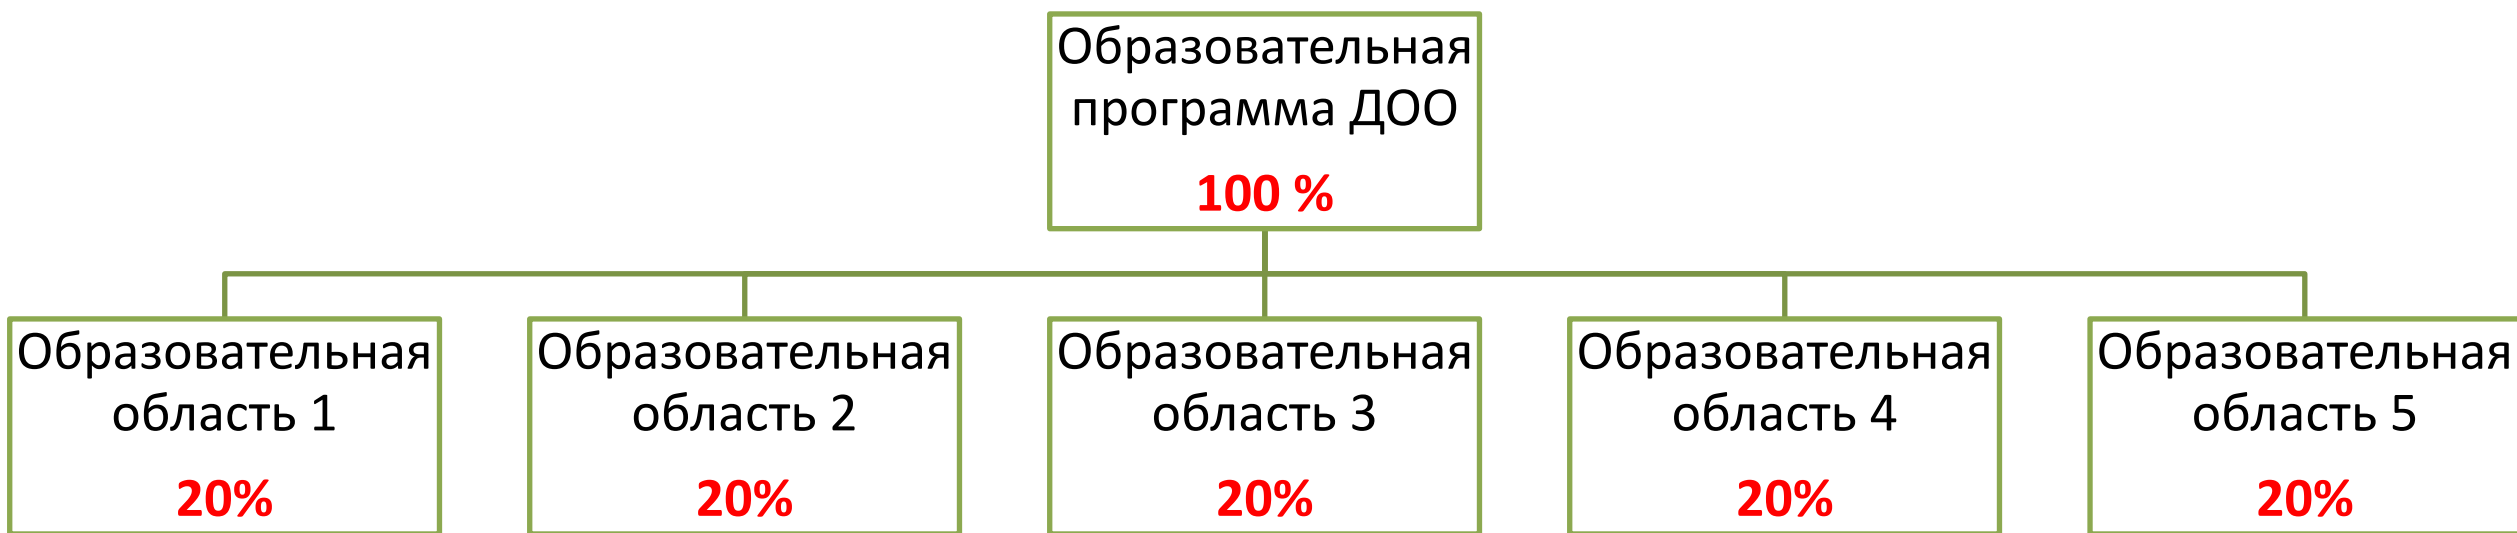 Образовательная
программа ДОО
100 %
Образовательная
область 1
20%
Образовательная
область 2
20%
Образовательная
область 3
20%
Образовательная
область 4
20%
Образовательная
область 5
20%